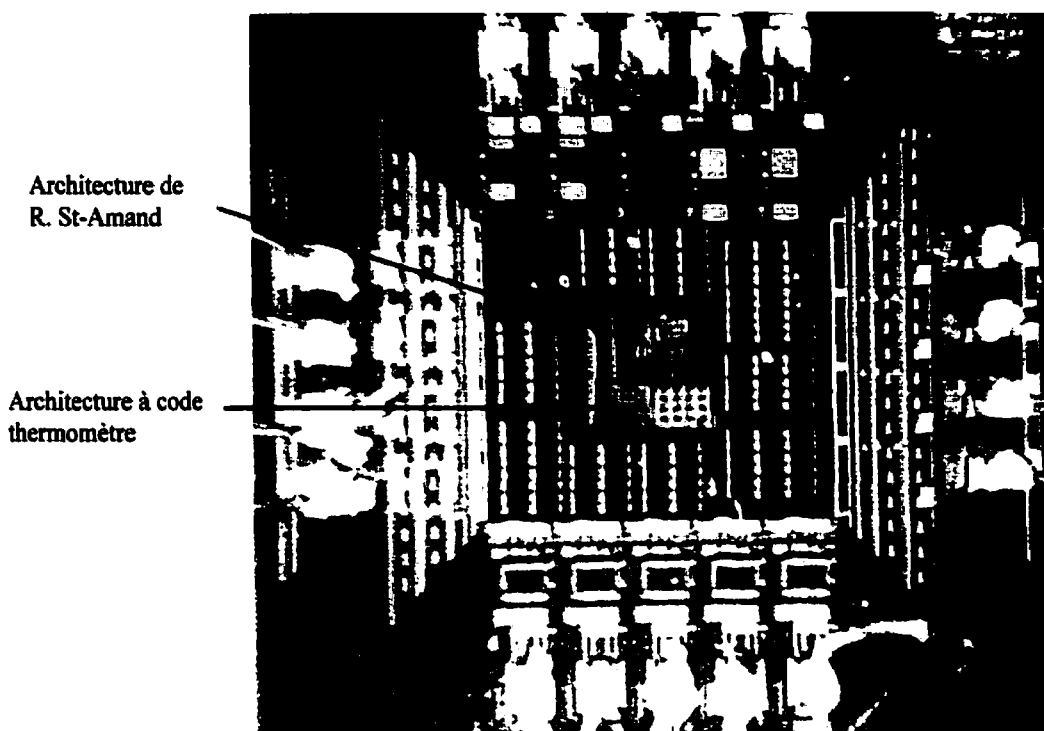 Architecture de
R. St-Amand
Architecture à code
thermomètre